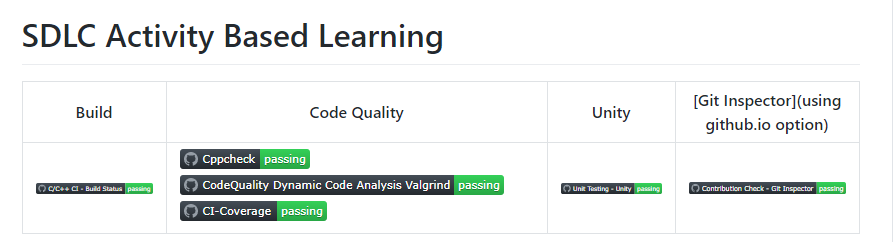 SDLC Activity Based Learning
Build
Code Quality
Unity
[Git Inspector](using
github.io option)
C/C++ CI - Build Status passing
Cppcheck passing
CodeQuality Dynamic Code Analysis Valgrind passing
CI-Coverage passing
Unit Testing - Unity passing
Contribution Check - Git Inspector passing